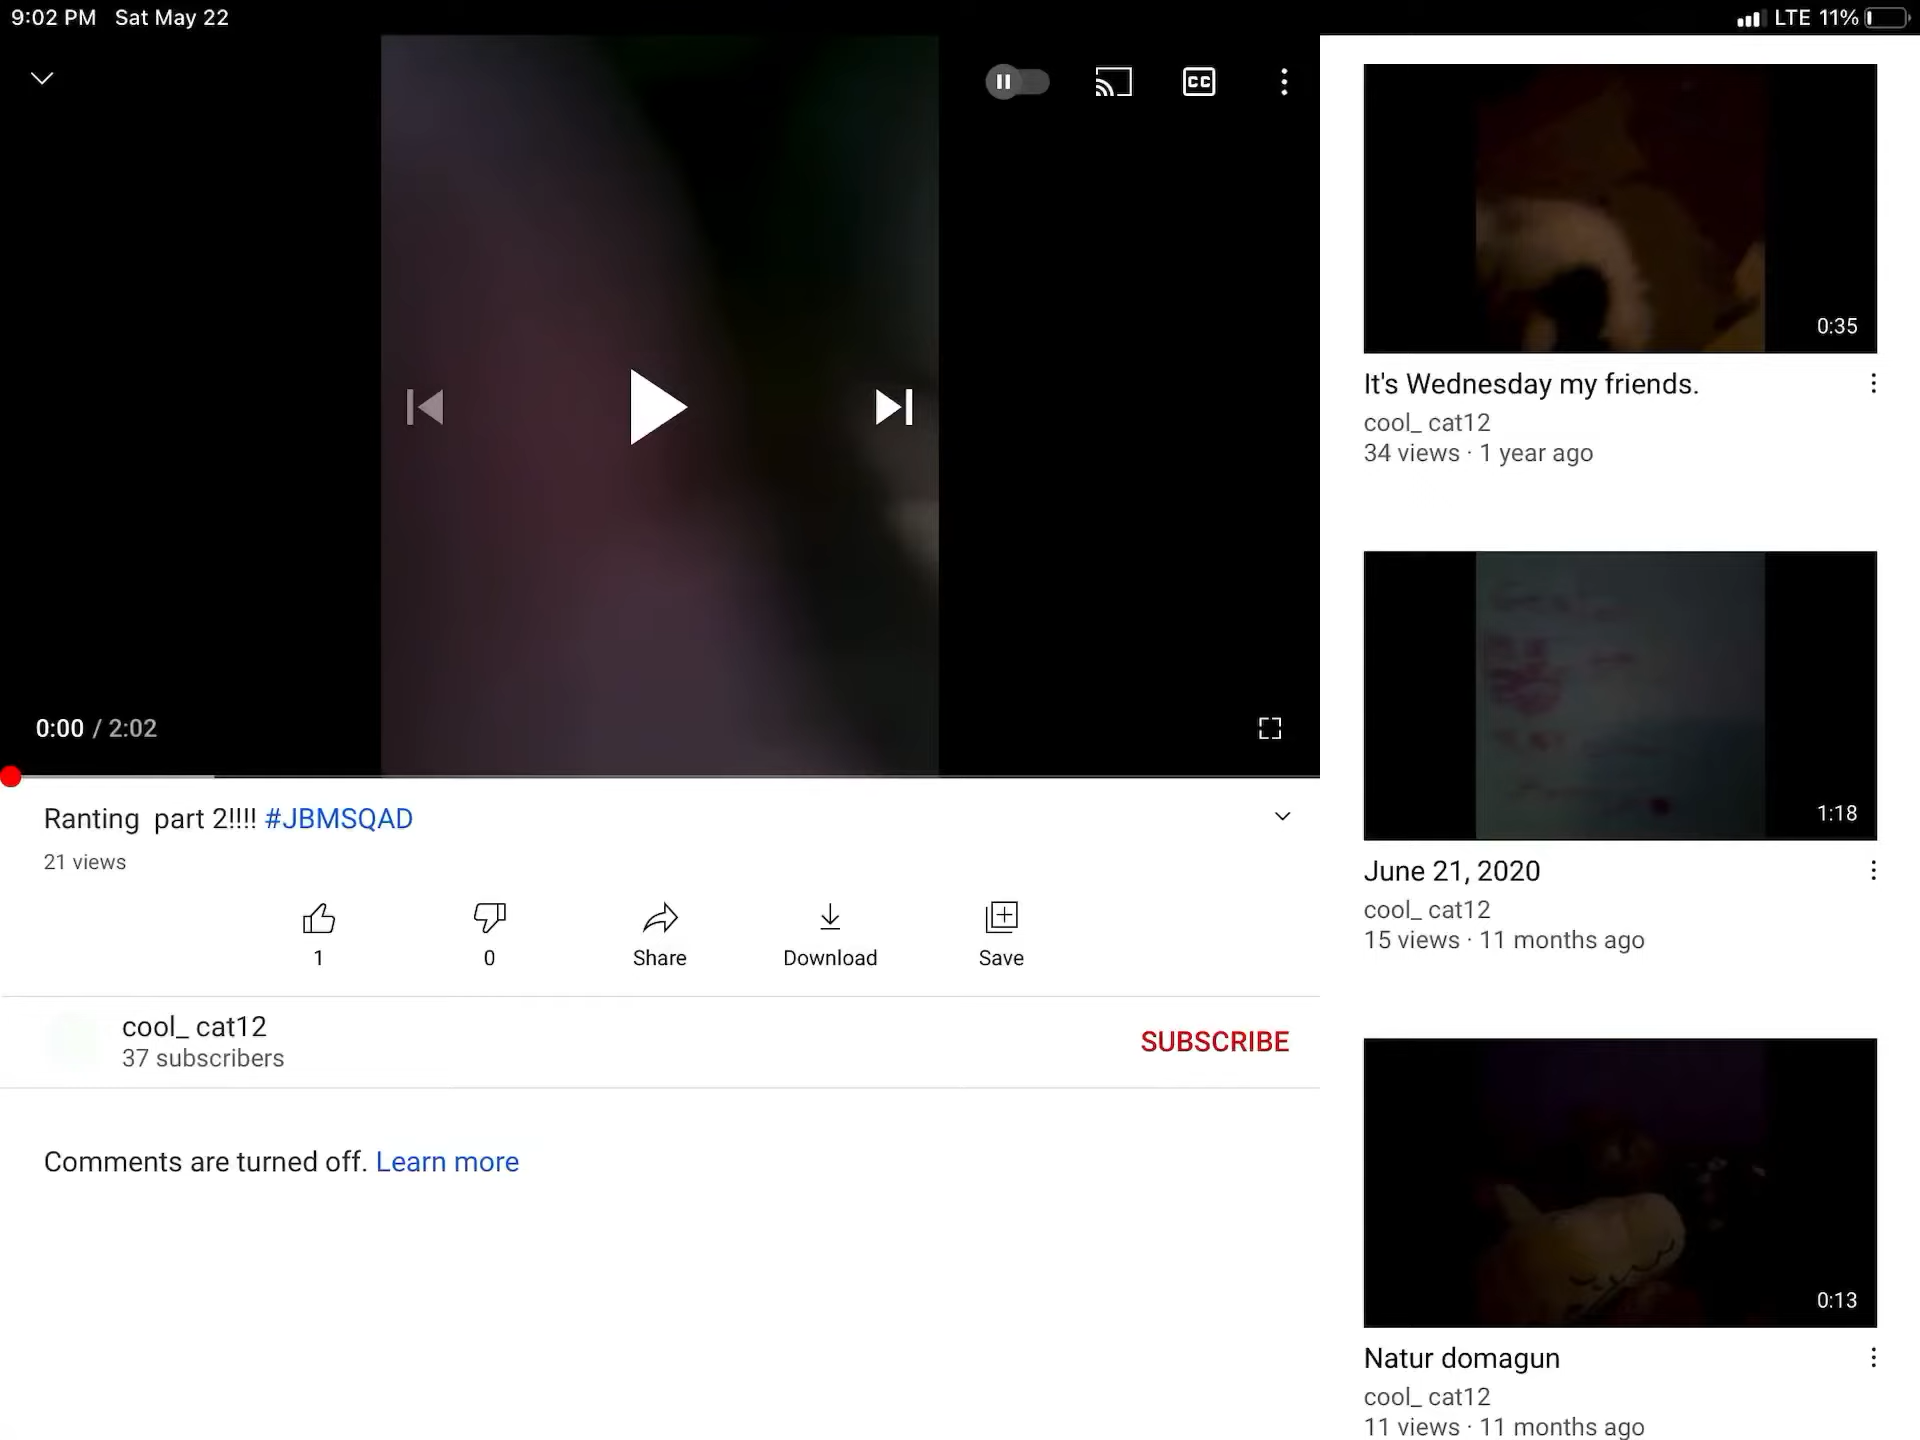 9:02 PM Sat May 22
LTE 11%
CC
0:00 / 2:02
Ranting part 2!!!! #JBMSQAD
21 views
1
0
Share
Download
Save
cool_ cat12
37 subscribers
SUBSCRIBE
Comments are turned off. Learn more
0:35
It's Wednesday my friends.
cool_ cat12
34 views · 1 year ago
1:18
June 21, 2020
cool_ cat12
15 views · 11 months ago
0:13
Natur domagun
cool_ cat12
11 views · 11 months ago